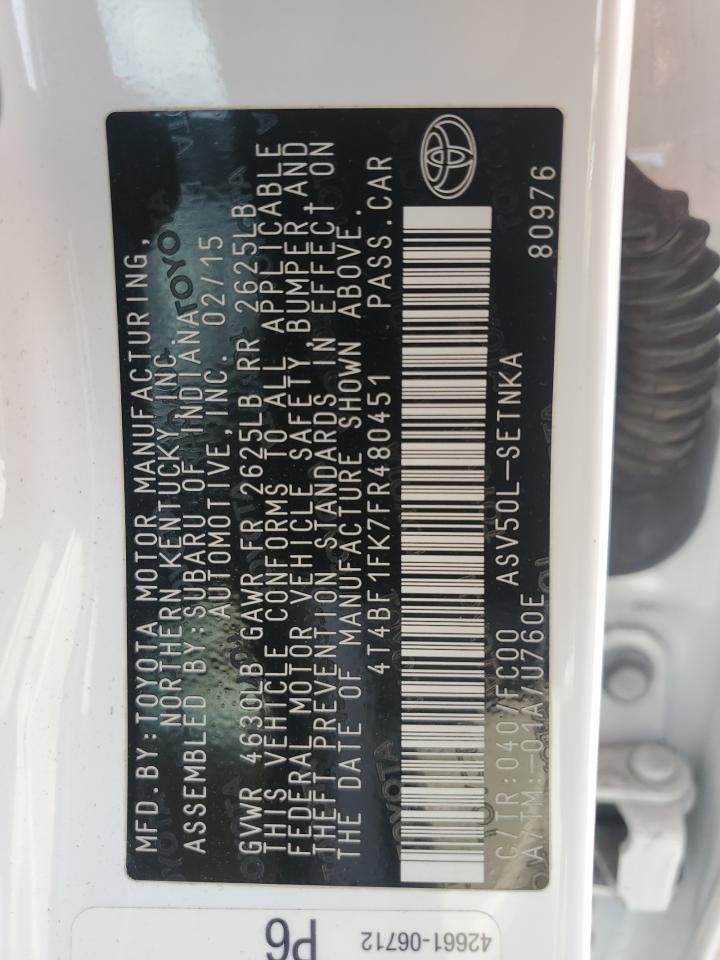 MFD.BY:TOYOTA MOTOR MANUFACTURING,
NORTHERN KENTUCKY,INC.
ASSEMBLED BY:SUBARU OF INDIANA
AUTOMOTIVE,INC. 02/15
GVWR 4630LB GAWR FR 2625LB RR 2625LB
THIS VEHICLE CONFORMS TO ALL APPLICABLE
FEDERAL MOTOR VEHICLE SAFETY,BUMPER AND
THEFT PREVENTION STANDARDS IN EFFECT ON
THE DATE OF MANUFACTURE SHOWN ABOVE.
4T4BF1FK7FR480451 PASS.CAR
C/TR:040/FC00 ASV50L-SETNKA
A/TM:-01A/U760E 80976
42661-06712
P6